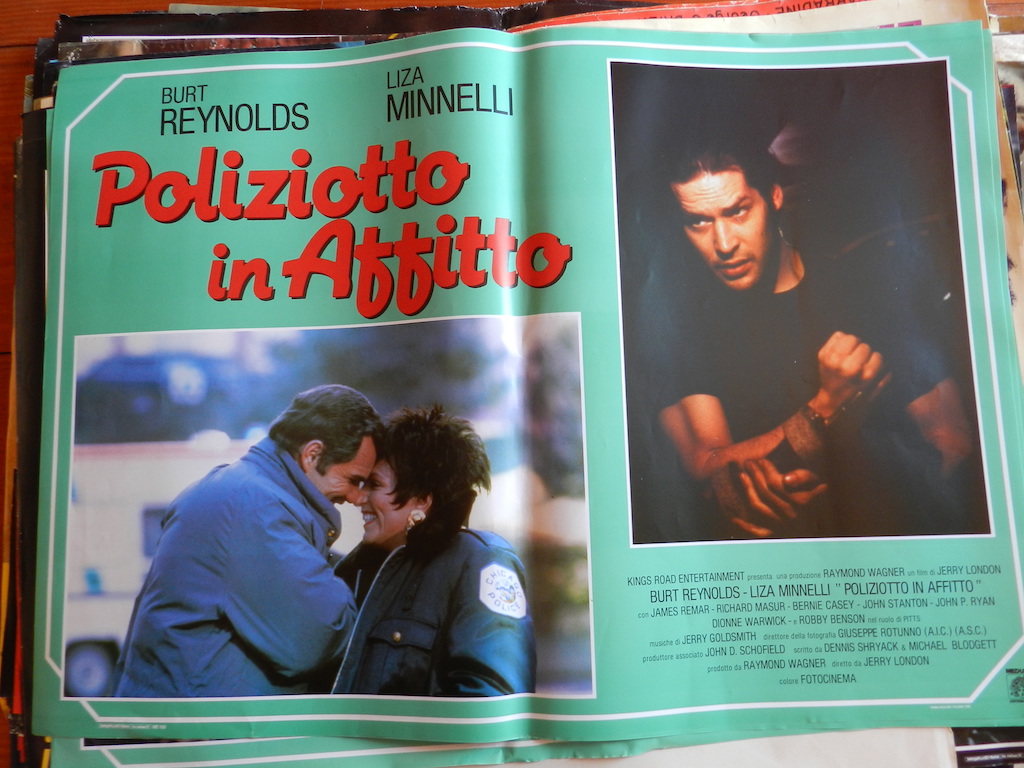 BURT
REYNOLDS
LIZA
MINNELLI
Poliziotto
in Affitto
CHICAGO
POLICE
KINGS ROAD ENTERTAINMENT presenta una produzione RAYMOND WAGNER un film di JERRY LONDON
BURT REYNOLDS - LIZA MINNELLI "POLIZIOTTO IN AFFITTO"
con JAMES REMAR - RICHARD MASUR - BERNIE CASEY - JOHN STANTON - JOHN P. RYAN
DIONNE WARWICK - e ROBBY BENSON nel ruolo di PITTS
musiche di JERRY GOLDSMITH direttore della fotografia GIUSEPPE ROTUNNO (A.I.C.) (A.S.C.)
produttore associato JOHN D. SCHOFIELD scritto da DENNIS SHRYACK & MICHAEL BLODGETT
prodotto da RAYMOND WAGNER diretto da JERRY LONDON
colore FOTOCINEMA